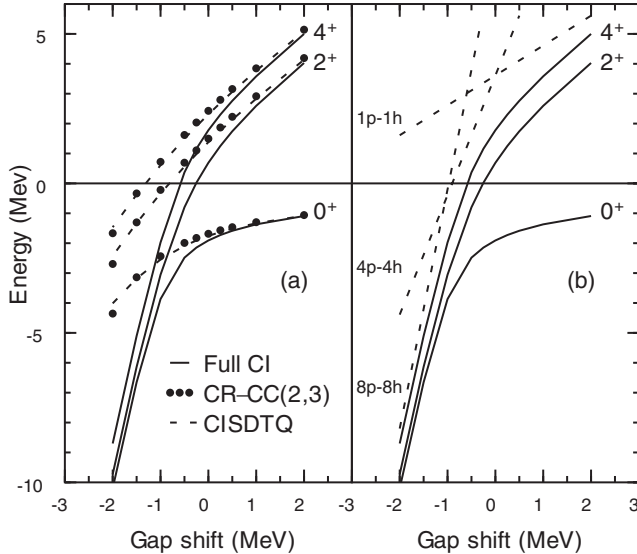 5
0
-5
-10
Energy (Mev)
4+
2+
0+
(a)
Full CI
CR–CC(2,3)
CISDTQ
-3 -2 -1 0 1 2
Gap shift (MeV)
4+
2+
1p-1h
0+
4p-4h
(b)
8p-8h
-3 -2 -1 0 1 2 3
Gap shift (MeV)